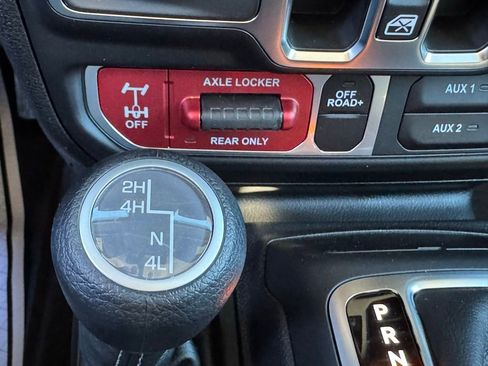 AXLE LOCKER
OFF
REAR ONLY
OFF
ROAD+
AUX 1
AUX 2
2H
4H
N
4L
P
R
N